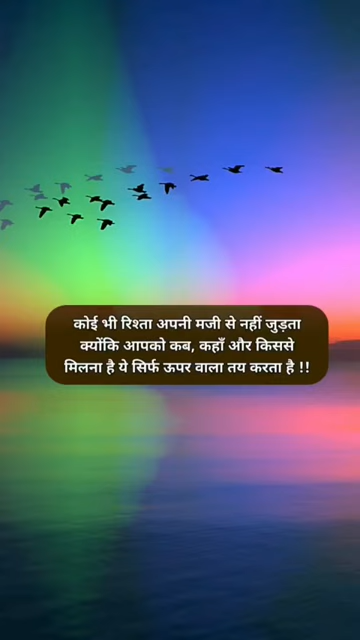 कोई भी रिश्ता अपनी मजी से नहीं जुड़ता
क्योंकि आपको कब, कहाँ और किससे
मिलना है ये सिर्फ ऊपर वाला तय करता है !!